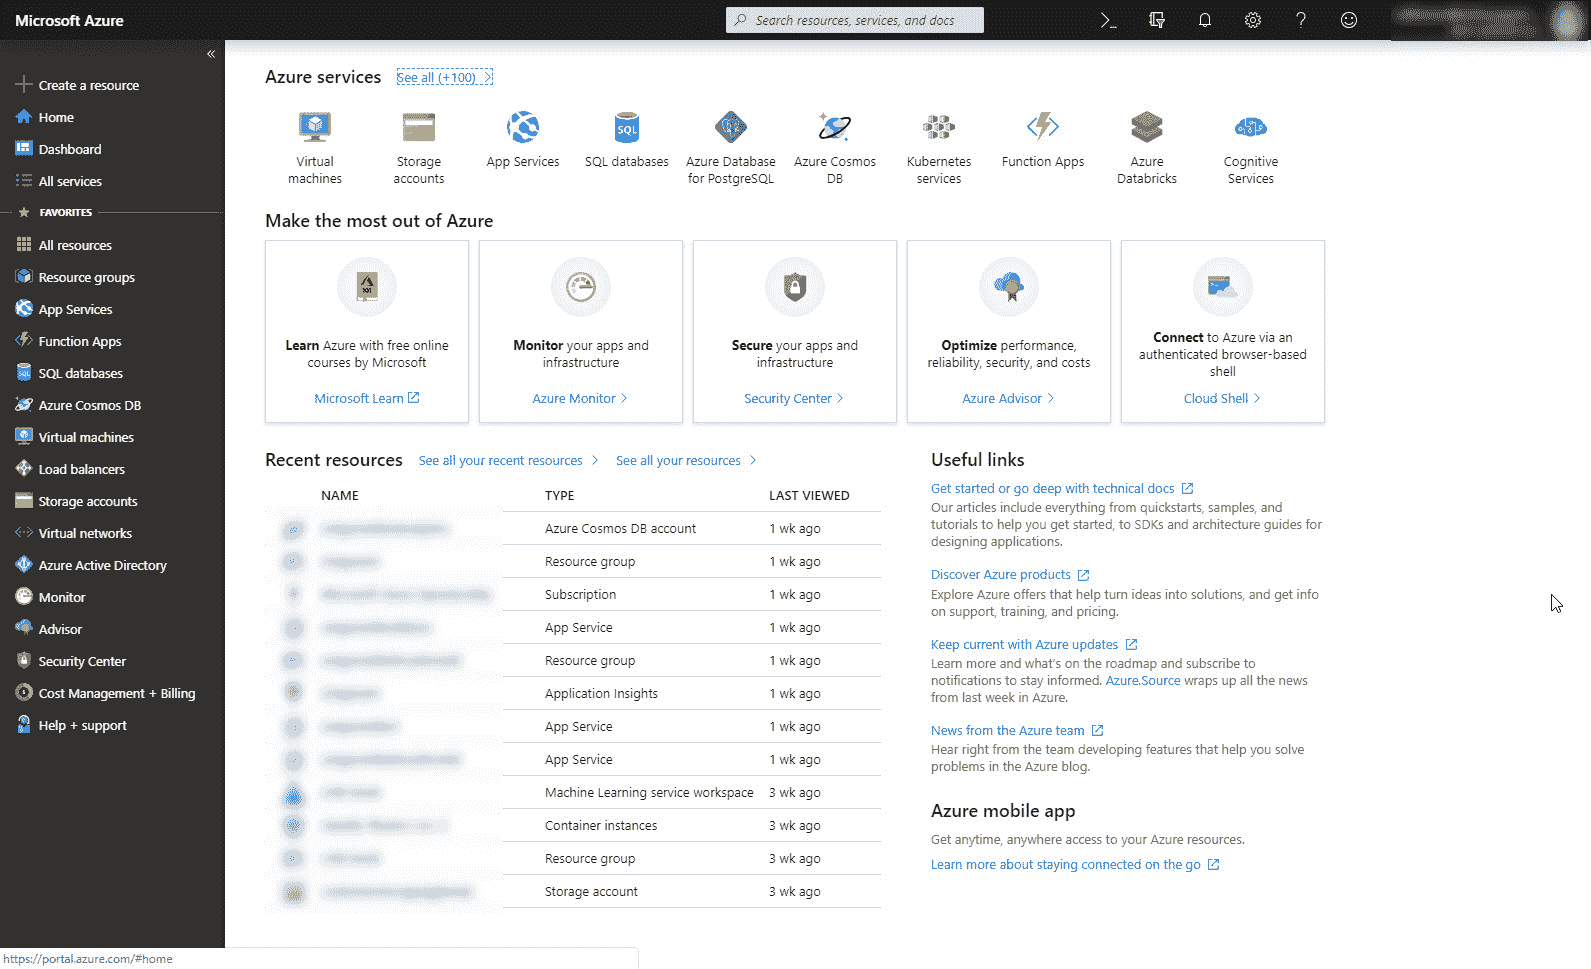 Microsoft Azure
Search resources, services, and docs
Create a resource
Home
Dashboard
All services
FAVORITES
All resources
Resource groups
App Services
Function Apps
SQL databases
Azure Cosmos DB
Virtual machines
Load balancers
Storage accounts
Virtual networks
Azure Active Directory
Monitor
Advisor
Security Center
Cost Management + Billing
Help + support
Azure services See all (+100)
Virtual
machines
Storage
accounts
App Services
SQL
SQL databases
Azure Database
for PostgreSQL
Azure Cosmos
DB
Kubernetes
services
Function Apps
Azure
Databricks
Cognitive
Services
Make the most out of Azure
101
Learn Azure with free online
courses by Microsoft
Microsoft Learn
Monitor your apps and
infrastructure
Azure Monitor
Secure your apps and
infrastructure
Security Center
Optimize performance,
reliability, security, and costs
Azure Advisor
Connect to Azure via an
authenticated browser-based
shell
Cloud Shell
Recent resources See all your recent resources See all your resources
NAME TYPE LAST VIEWED
Azure Cosmos DB account 1 wk ago
Resource group 1 wk ago
Subscription 1 wk ago
App Service 1 wk ago
Resource group 1 wk ago
Application Insights 1 wk ago
App Service 1 wk ago
App Service 1 wk ago
Machine Learning service workspace 3 wk ago
Container instances 3 wk ago
Resource group 3 wk ago
Storage account 3 wk ago
Useful links
Get started or go deep with technical docs
Our articles include everything from quickstarts, samples, and
tutorials to help you get started, to SDKs and architecture guides for
designing applications.
Discover Azure products
Explore Azure offers that help turn ideas into solutions, and get info
on support, training, and pricing.
Keep current with Azure updates
Learn more and what's on the roadmap and subscribe to
notifications to stay informed. Azure.Source wraps up all the news
from last week in Azure.
News from the Azure team
Hear right from the team developing features that help you solve
problems in the Azure blog.
Azure mobile app
Get anytime, anywhere access to your Azure resources.
Learn more about staying connected on the go
https://portal.azure.com/#home